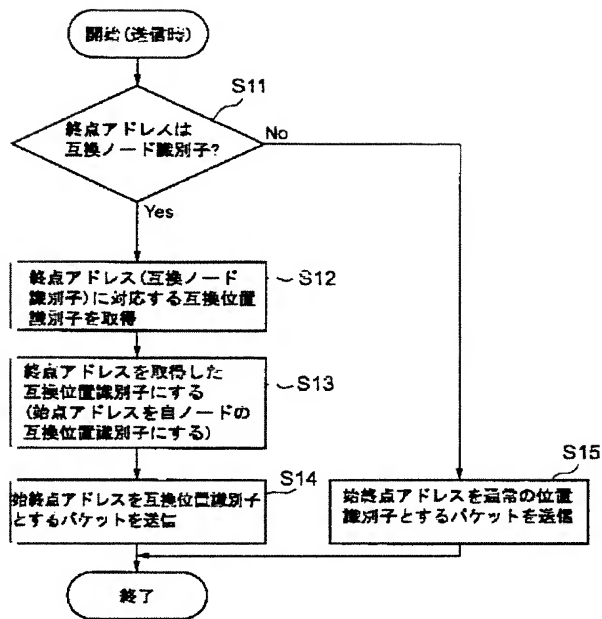 開始(送信時)
S11
終点アドレスは
互換ノード識別子?
No
Yes
終点アドレス(互換ノード
識別子)に対応する互換位置
識別子を取得
S12
終点アドレスを取得した
互換位置識別子にする
(始点アドレスを自ノードの
互換位置識別子にする)
S13
始終点アドレスを互換位置識別子
とするパケットを送信
S14
始終点アドレスを通常の位置
識別子とするパケットを送信
S15
終了